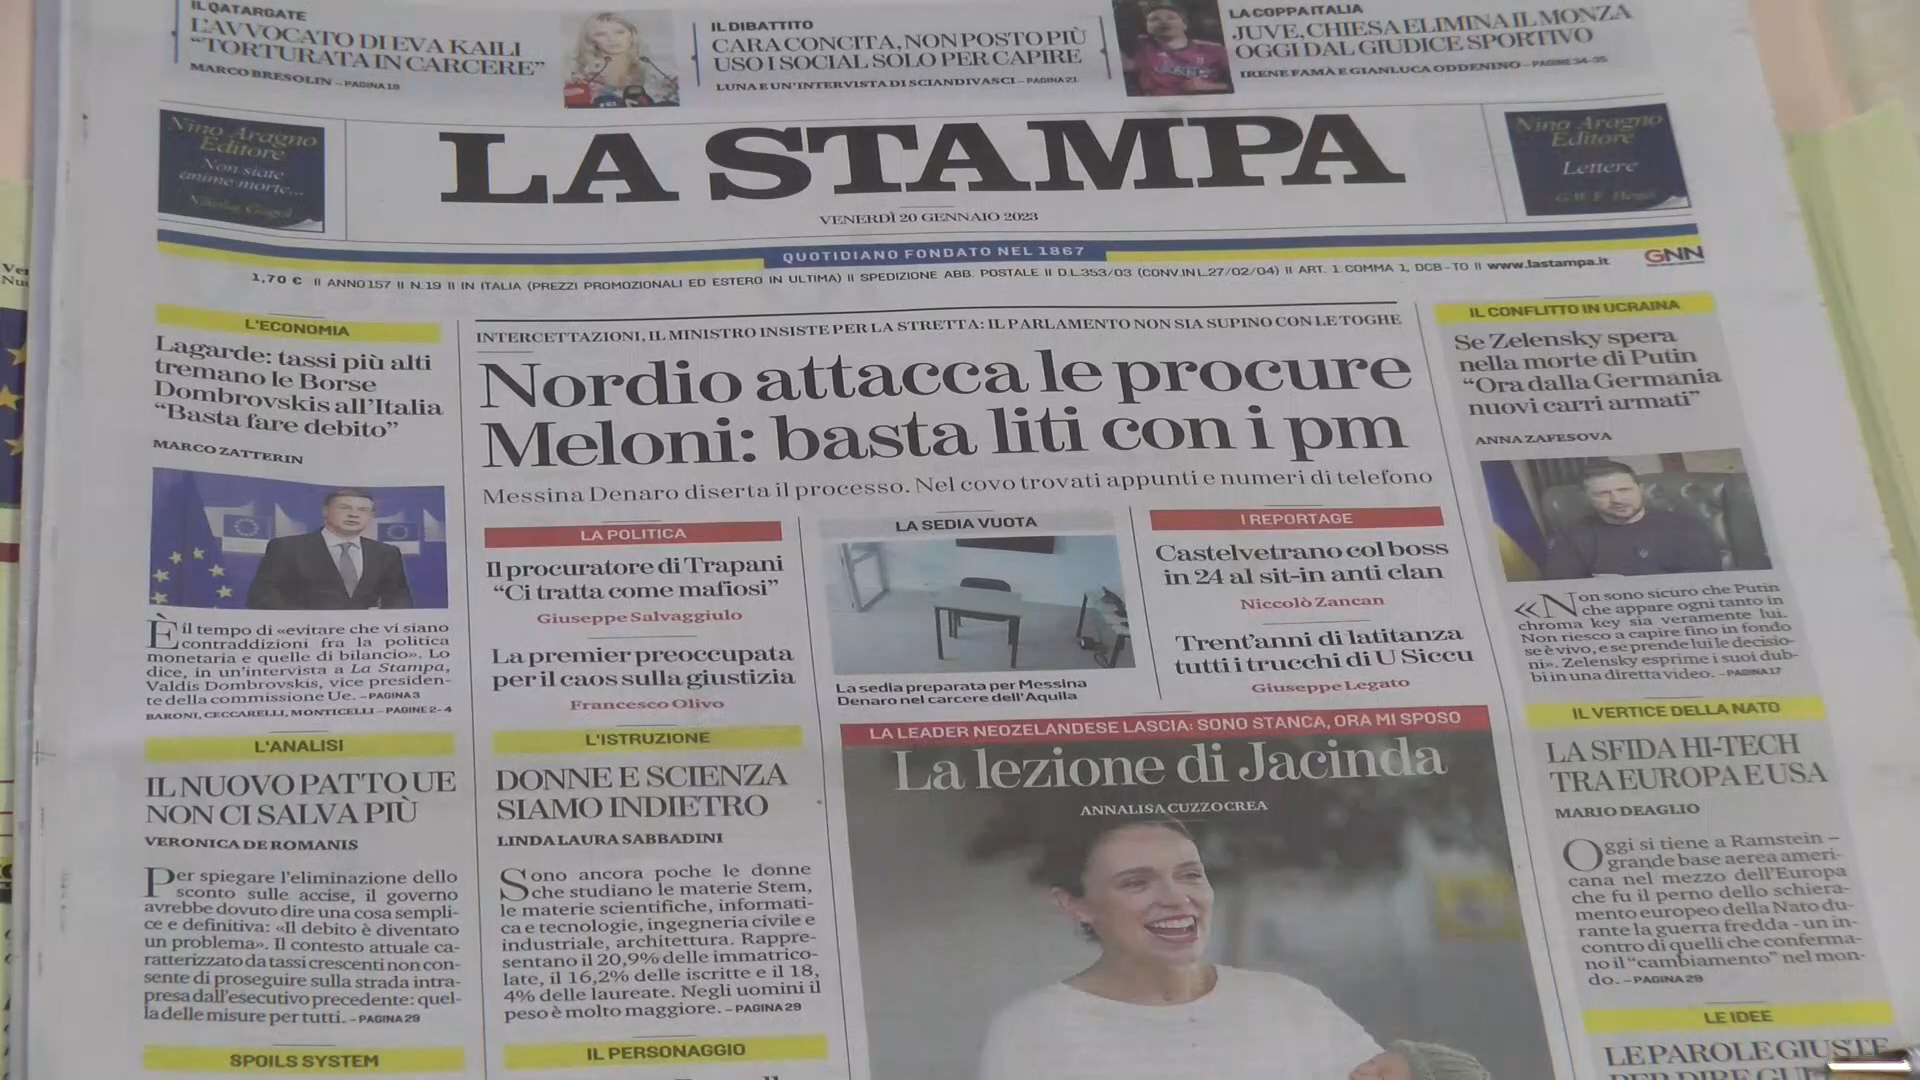 IL QATARGATE
L'AVVOCATO DI EVA KAILI
“TORTURATA IN CARCERE”
MARCO BRESOLIN – PAGINA 19
IL DIBATTITO
CARA CONCITA, NON POSTO PIÙ
USO I SOCIAL SOLO PER CAPIRE
LUNA E UN'INTERVISTA DI SCIANDIVASCI – PAGINA 21
LA COPPA ITALIA
JUVE, CHIESA ELIMINA IL MONZA
OGGI DAL GIUDICE SPORTIVO
IRENE FAMÀ E GIANLUCA ODDENINO – PAGINE 34-35
Nino Aragno
Editore
Non siate
anime morte...
Nikolaj Gogol
LA STAMPA
VENERDÌ 20 GENNAIO 2023
Nino Aragno
Editore
Lettere
G.W.F. Hegel
QUOTIDIANO FONDATO NEL 1867
1,70 € II ANNO 157 II N.19 II IN ITALIA (PREZZI PROMOZIONALI ED ESTERO IN ULTIMA) II SPEDIZIONE ABB. POSTALE II D.L.353/03 (CONV.IN L.27/02/04) II ART. 1 COMMA 1, DCB-TO II www.lastampa.it
GNN
L'ECONOMIA
Lagarde: tassi più alti
tremano le Borse
Dombrovskis all'Italia
“Basta fare debito”
MARCO ZATTERIN
È il tempo di «evitare che vi siano
contraddizioni fra la politica
monetaria e quelle di bilancio». Lo
dice, in un'intervista a La Stampa,
Valdis Dombrovskis, vice presiden-
te della commissione Ue. – PAGINA 3
BARONI, CECCARELLI, MONTICELLI – PAGINE 2-4
L'ANALISI
IL NUOVO PATTO UE
NON CI SALVA PIÙ
VERONICA DE ROMANIS
Per spiegare l'eliminazione dello
sconto sulle accise, il governo
avrebbe dovuto dire una cosa sempli-
ce e definitiva: «Il debito è diventato
un problema». Il contesto attuale ca-
ratterizzato da tassi crescenti non con-
sente di proseguire sulla strada intra-
presa dall'esecutivo precedente: quel-
la delle misure per tutti. – PAGINA 29
SPOILS SYSTEM
INTERCETTAZIONI, IL MINISTRO INSISTE PER LA STRETTA: IL PARLAMENTO NON SIA SUPINO CON LE TOGHE
Nordio attacca le procure
Meloni: basta liti con i pm
Messina Denaro diserta il processo. Nel covo trovati appunti e numeri di telefono
LA POLITICA
Il procuratore di Trapani
“Ci tratta come mafiosi”
Giuseppe Salvaggiulo
La premier preoccupata
per il caos sulla giustizia
Francesco Olivo
LA SEDIA VUOTA
La sedia preparata per Messina
Denaro nel carcere dell'Aquila
I REPORTAGE
Castelvetrano col boss
in 24 al sit-in anti clan
Niccolò Zancan
Trent'anni di latitanza
tutti i trucchi di U Siccu
Giuseppe Legato
L'ISTRUZIONE
DONNE E SCIENZA
SIAMO INDIETRO
LINDA LAURA SABBADINI
Sono ancora poche le donne
che studiano le materie Stem,
le materie scientifiche, informati-
ca e tecnologie, ingegneria civile e
industriale, architettura. Rappre-
sentano il 20,9% delle immatrico-
late, il 16,2% delle iscritte e il 18,
4% delle laureate. Negli uomini il
peso è molto maggiore. – PAGINA 29
IL PERSONAGGIO
LA LEADER NEOZELANDESE LASCIA: SONO STANCA, ORA MI SPOSO
La lezione di Jacinda
ANNALISA CUZZOCREA
IL CONFLITTO IN UCRAINA
Se Zelensky spera
nella morte di Putin
“Ora dalla Germania
nuovi carri armati”
ANNA ZAFESOVA
«Non sono sicuro che Putin
che appare ogni tanto in
chroma key sia veramente lui.
Non riesco a capire fino in fondo
se è vivo, e se prende lui le decisio-
ni». Zelensky esprime i suoi dub-
bi in una diretta video. – PAGINA 17
IL VERTICE DELLA NATO
LA SFIDA HI-TECH
TRA EUROPA E USA
MARIO DEAGLIO
Oggi si tiene a Ramstein –
grande base aerea ameri-
cana nel mezzo dell'Europa
che fu il perno dello schiera-
mento europeo della Nato du-
rante la guerra fredda - un in-
contro di quelli che conferma-
no il “cambiamento” nel mon-
do. – PAGINA 29
LE IDEE
LE PAROLE GIUSTE